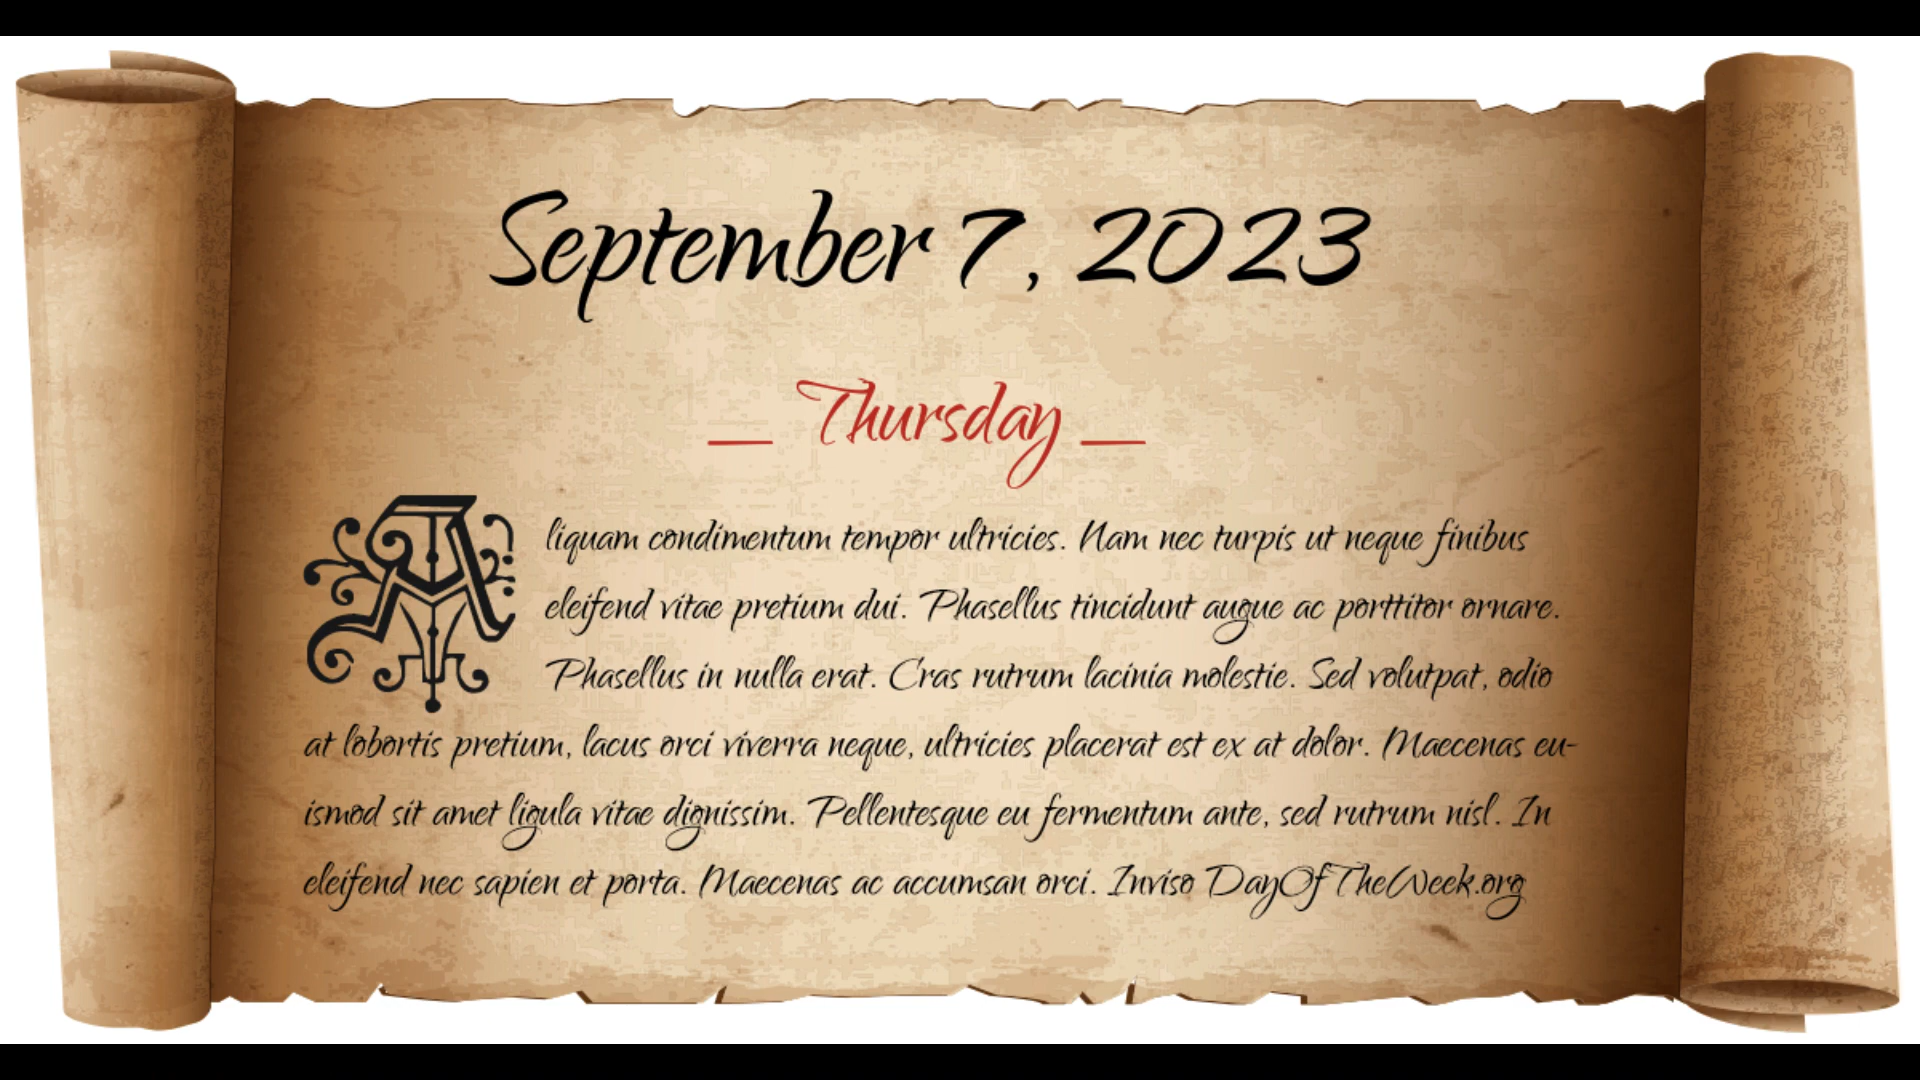 September 7, 2023
Thursday
Aliquam condimentum tempor ultricies. Nam nec turpis ut neque finibus
eleifend vitae pretium dui. Phasellus tincidunt augue ac porttitor ornare.
Phasellus in nulla erat. Cras rutrum lacinia molestie. Sed volutpat, odio
at lobortis pretium, lacus orci viverra neque, ultricies placerat est ex at dolor. Maecenas eu-
ismod sit amet ligula vitae dignissim. Pellentesque eu fermentum ante, sed rutrum nisl. In
eleifend nec sapien et porta. Maecenas ac accumsan orci. Inviso DayOfTheWeek.org